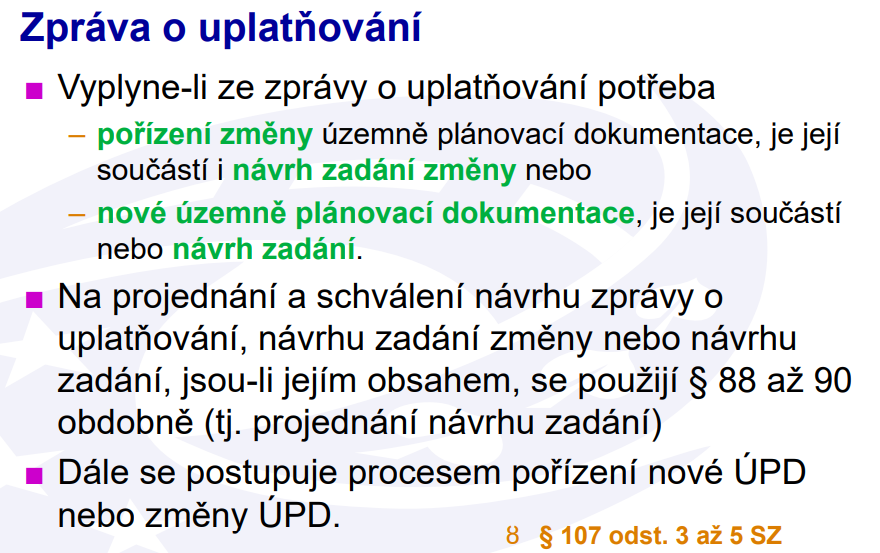 Zpráva o uplatňování
■ Vyplyne-li ze zprávy o uplatňování potřeba
– pořízení změny územně plánovací dokumentace, je její
součástí i návrh zadání změny nebo
– nové územně plánovací dokumentace, je její součástí
nebo návrh zadání.
■ Na projednání a schválení návrhu zprávy o
uplatňování, návrhu zadání změny nebo návrhu
zadání, jsou-li jejím obsahem, se použijí § 88 až 90
obdobně (tj. projednání návrhu zadání)
■ Dále se postupuje procesem pořízení nové ÚPD
nebo změny ÚPD.
8 § 107 odst. 3 až 5 SZ